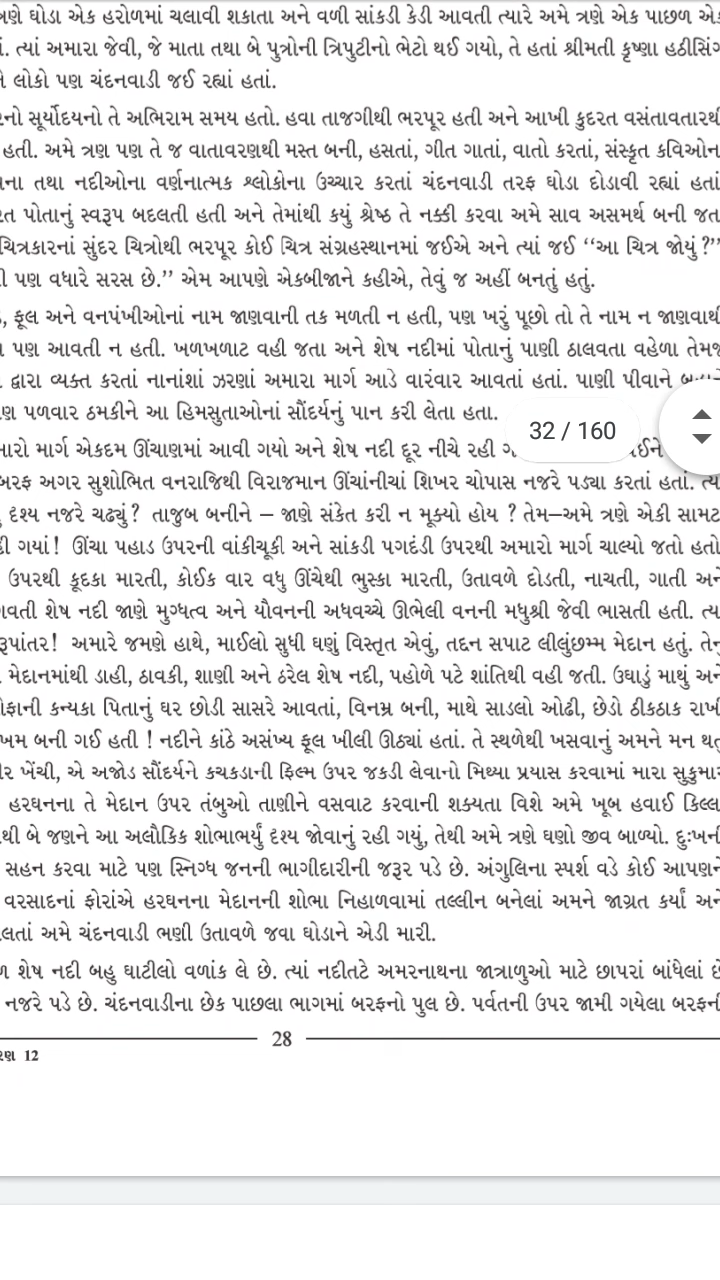 ત્રણે ઘોડા એક હરોળમાં ચલાવી શકાતા અને વળી સાંકડી કેડી આવતી ત્યારે અમે ત્રણે એક પાછળ એક
ત્યાં અમારા જેવી, જે માતા તથા બે પુત્રોની ત્રિપુટીનો ભેટો થઈ ગયો, તે હતાં શ્રીમતી કૃષ્ણા હઠીસિંગ
લોકો પણ ચંદનવાડી જઈ રહ્યાં હતાં.
સૂર્યોદયનો તે અભિરામ સમય હતો. હવા તાજગીથી ભરપૂર હતી અને આખી કુદરત વસંતાવતારથી
હતી. અમે ત્રણ પણ તે જ વાતાવરણથી મસ્ત બની, હસતાં, ગીત ગાતાં, વાતો કરતાં, સંસ્કૃત કવિઓન
તથા નદીઓના વર્ણનાત્મક શ્લોકોના ઉચ્ચાર કરતાં ચંદનવાડી તરફ ઘોડા દોડાવી રહ્યાં હતાં
પોતાનું સ્વરૂપ બદલતી હતી અને તેમાંથી કયું શ્રેષ્ઠ તે નક્કી કરવા અમે સાવ અસમર્થ બની જત
ચિત્રકારનાં સુંદર ચિત્રોથી ભરપૂર કોઈ ચિત્ર સંગ્રહસ્થાનમાં જઈએ અને ત્યાં જઈ ‘‘આ ચિત્ર જોયું ?’’
પણ વધારે સરસ છે.’’ એમ આપણે એકબીજાને કહીએ, તેવું જ અહીં બનતું હતું.
, ફૂલ અને વનપંખીઓનાં નામ જાણવાની તક મળતી ન હતી, પણ ખરું પૂછો તો તે નામ ન જાણવાથી
પણ આવતી ન હતી. ખળખળાટ વહી જતા અને શેષ નદીમાં પોતાનું પાણી ઠાલવતા વહેળા તેમજ
દ્વારા વ્યક્ત કરતાં નાનાંશાં ઝરણાં અમારા માર્ગ આડે વારંવાર આવતાં હતાં. પાણી પીવાને
પળવાર ઠમકીને આ હિમસુતાઓનાં સૌંદર્યનું પાન કરી લેતા હતા.
32 / 160
મારો માર્ગ એકદમ ઊંચાણમાં આવી ગયો અને શેષ નદી દૂર નીચે રહી
બરફ અગર સુશોભિત વનરાજિથી વિરાજમાન ઊંચાંનીચાં શિખર ચોપાસ નજરે પડ્યા કરતાં હતાં. ત્ય
દૃશ્ય નજરે ચઢ્યું ? તાજુબ બનીને – જાણે સંકેત કરી ન મૂક્યો હોય ? તેમ–અમે ત્રણે એકી સામટ
ગયાં! ઊંચા પહાડ ઉપરની વાંકીચૂકી અને સાંકડી પગદંડી ઉપરથી અમારો માર્ગ ચાલ્યો જતો હતો
ઉપરથી કૂદકા મારતી, કોઈક વાર વધુ ઊંચેથી ભુસ્કા મારતી, ઉતાવળે દોડતી, નાચતી, ગાતી અને
શેષ નદી જાણે મુગ્ધત્વ અને યૌવનની અધવચ્ચે ઊભેલી વનની મધુશ્રી જેવી ભાસતી હતી. ત્ય
રૂપાંતર! અમારે જમણે હાથે, માઈલો સુધી ઘણું વિસ્તૃત એવું, તદ્દન સપાટ લીલુંછમ્મ મેદાન હતું. તેનુ
મેદાનમાંથી ડાહી, ઠાવકી, શાણી અને ઠરેલ શેષ નદી, પહોળે પટે શાંતિથી વહી જતી. ઉઘાડું માથું અન
કન્યકા પિતાનું ઘર છોડી સાસરે આવતાં, વિનમ્ર બની, માથે સાડલો ઓઢી, છેડો ઠીકઠાક રાખી
બની ગઈ હતી ! નદીને કાંઠે અસંખ્ય ફૂલ ખીલી ઊઠ્યાં હતાં. તે સ્થળેથી ખસવાનું અમને મન થતુ
ખેંચી, એ અજોડ સૌંદર્યને કચકડાની ફિલ્મ ઉપર જકડી લેવાનો મિથ્યા પ્રયાસ કરવામાં મારા સુકુમાર
હરઘનના તે મેદાન ઉપર તંબુઓ તાણીને વસવાટ કરવાની શક્યતા વિશે અમે ખૂબ હવાઈ કિલ્લા
બે જણને આ અલૌકિક શોભાભર્યું દૃશ્ય જોવાનું રહી ગયું, તેથી અમે ત્રણે ઘણો જીવ બાળ્યો. દુઃખની
સહન કરવા માટે પણ સ્નિગ્ધ જનની ભાગીદારીની જરૂર પડે છે. અંગુલિના સ્પર્શ વડે કોઈ આપણને
વરસાદનાં ફોરાંએ હરઘનના મેદાનની શોભા નિહાળવામાં તલ્લીન બનેલાં અમને જાગ્રત કર્યાં અને
અમે ચંદનવાડી ભણી ઉતાવળે જવા ઘોડાને એડી મારી.
શેષ નદી બહુ ઘાટીલો વળાંક લે છે. ત્યાં નદીતટે અમરનાથના જાત્રાળુઓ માટે છાપરાં બાંધેલાં છે
નજરે પડે છે. ચંદનવાડીના છેક પાછલા ભાગમાં બરફનો પુલ છે. પર્વતની ઉપર જામી ગયેલા બરફની
28
રણ 12